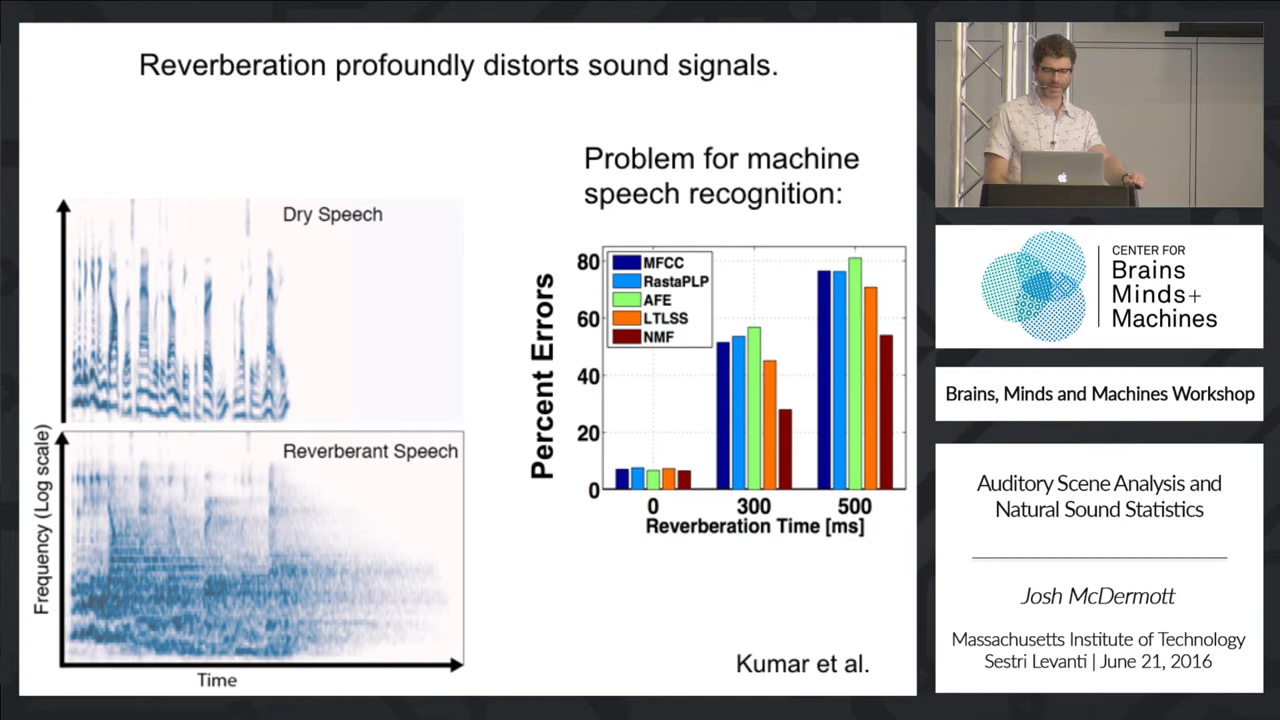 Reverberation profoundly distorts sound signals.
Problem for machine
speech recognition:
Dry Speech
Reverberant Speech
Frequency (Log scale)
Time
Percent Errors
80
60
40
20
0
MFCC
RastaPLP
AFE
LTLSS
NMF
0 300 500
Reverberation Time [ms]
Kumar et al.
CENTER FOR
Brains
Minds+
Machines
Brains, Minds and Machines Workshop
Auditory Scene Analysis and
Natural Sound Statistics
Josh McDermott
Massachusetts Institute of Technology
Sestri Levanti | June 21, 2016